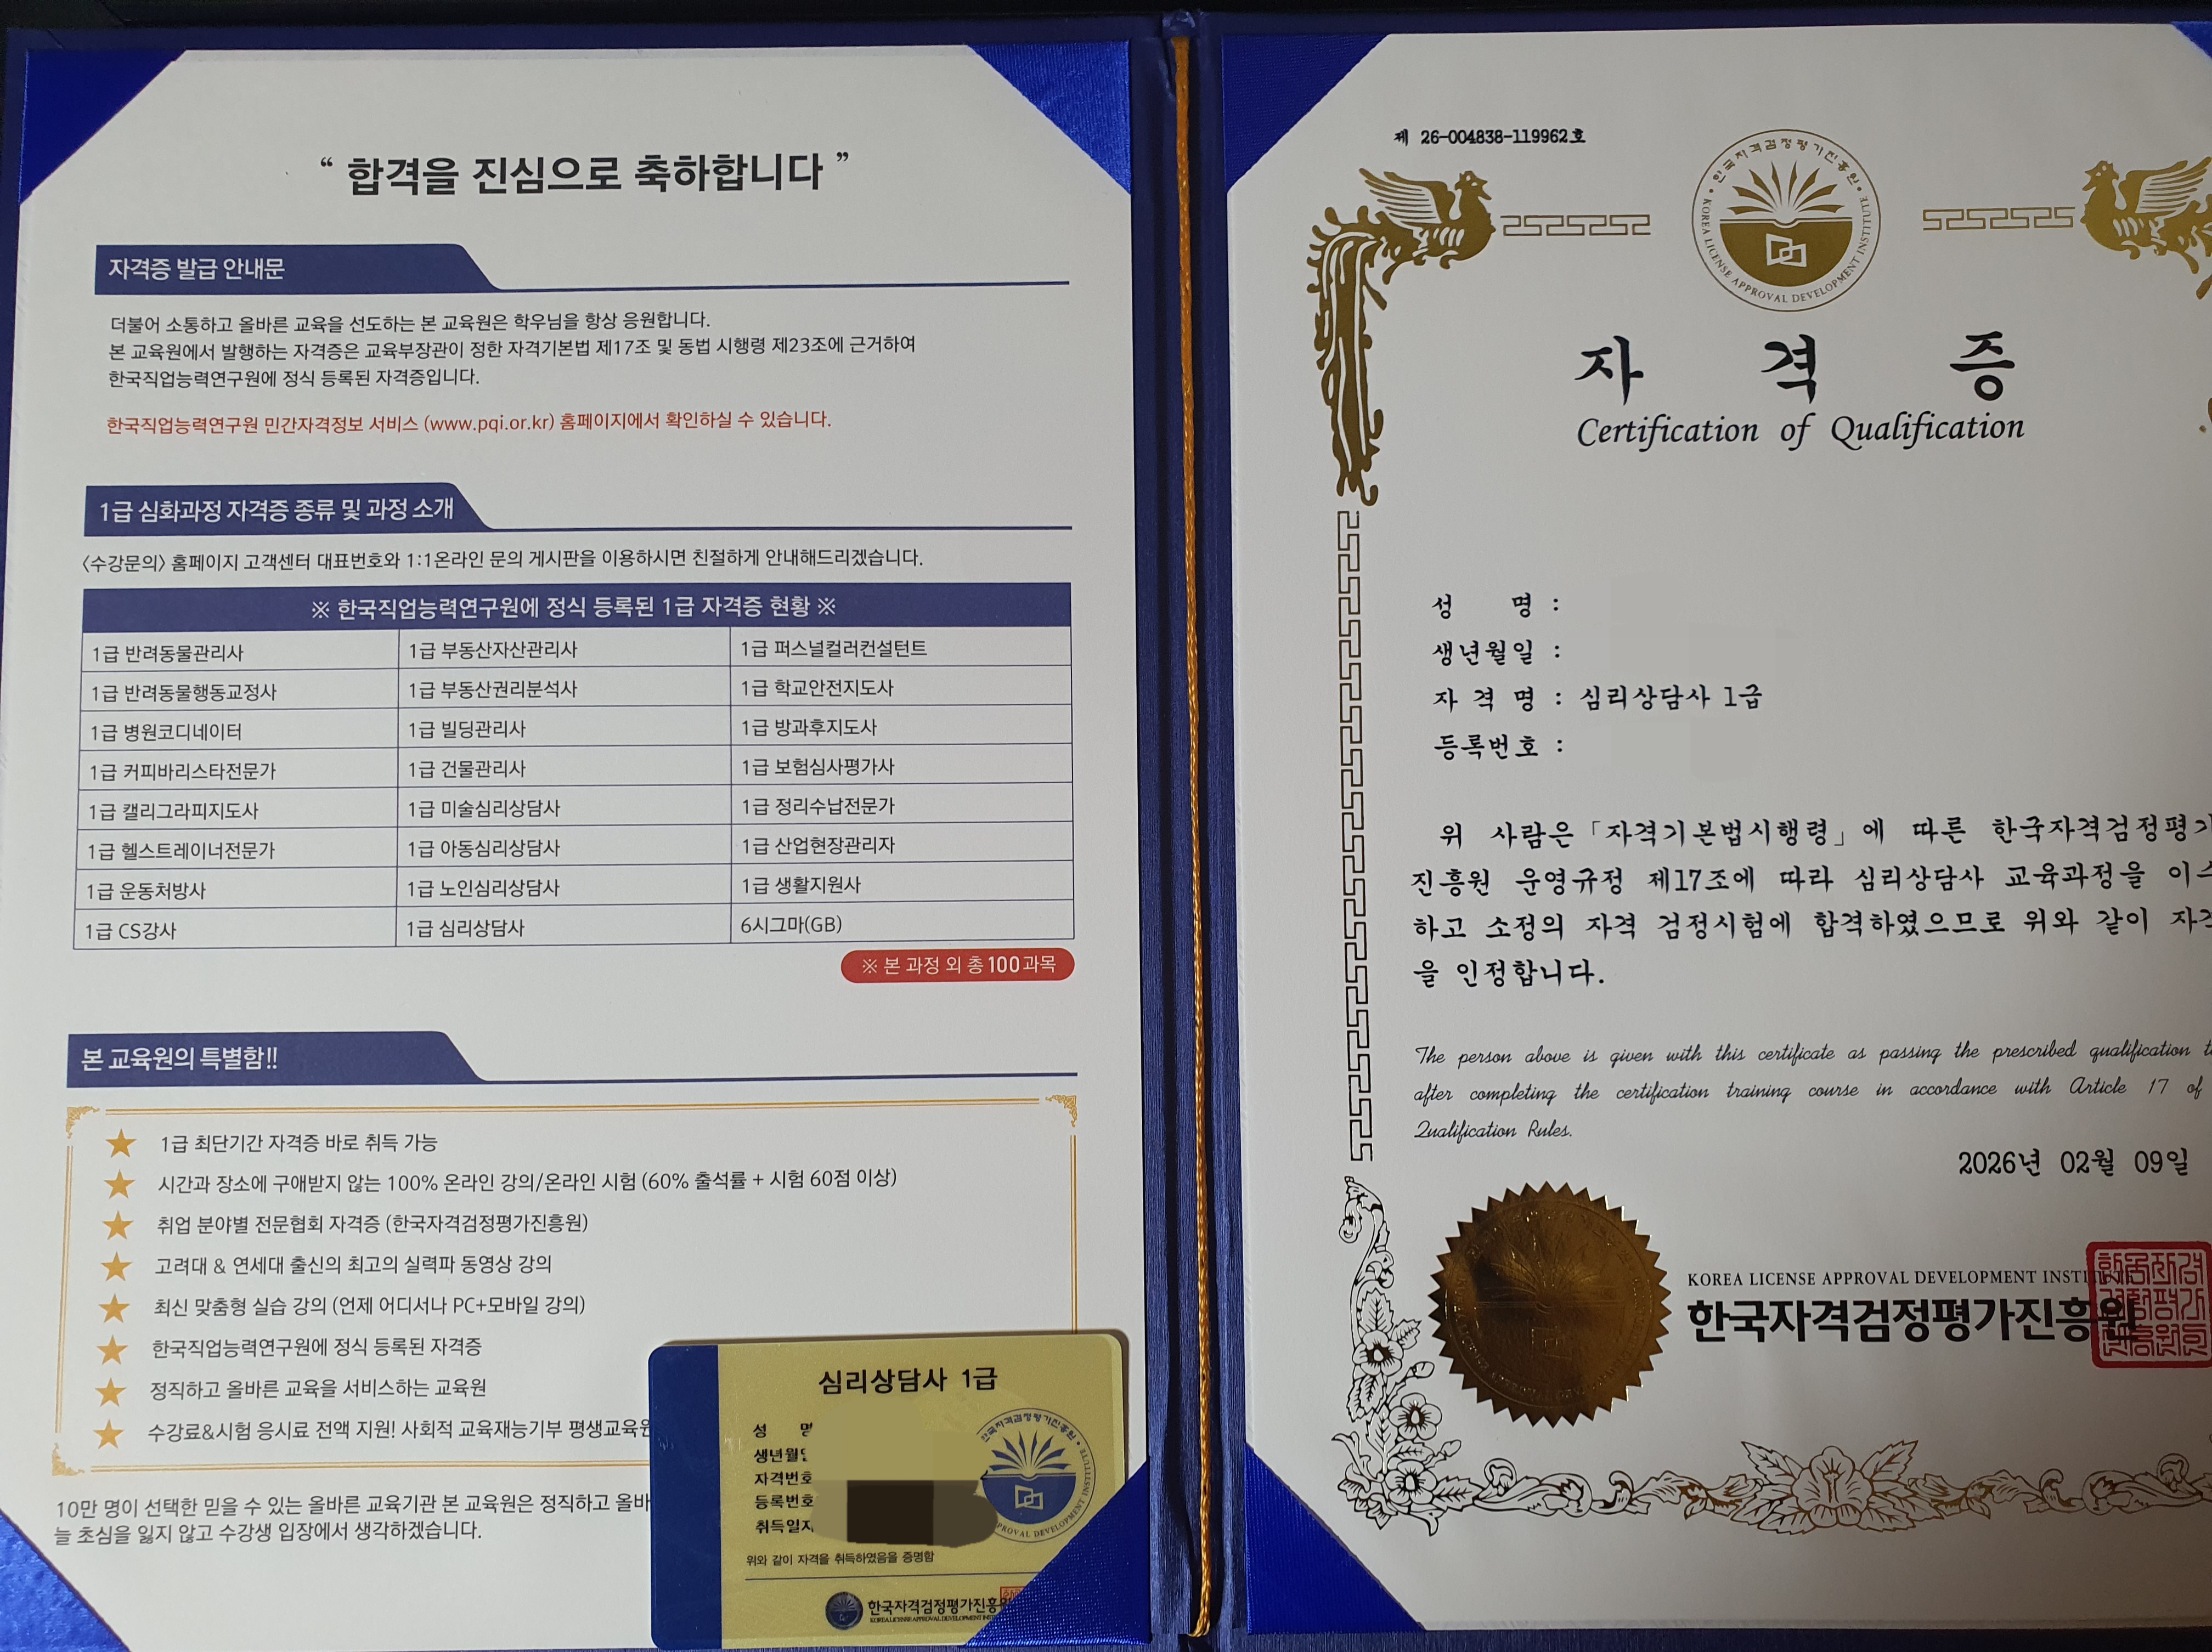 “ 합격을 진심으로 축하합니다 ”
자격증 발급 안내문
더불어 소통하고 올바른 교육을 선도하는 본 교육원은 학우님을 항상 응원합니다.
본 교육원에서 발행하는 자격증은 교육부장관이 정한 자격기본법 제17조 및 동법 시행령 제23조에 근거하여
한국직업능력연구원에 정식 등록된 자격증입니다.
한국직업능력연구원 민간자격정보 서비스 (www.pqi.or.kr) 홈페이지에서 확인하실 수 있습니다.
1급 심화과정 자격증 종류 및 과정 소개
<수강문의> 홈페이지 고객센터 대표번호와 1:1온라인 문의 게시판을 이용하시면 친절하게 안내해드리겠습니다.
※ 한국직업능력연구원에 정식 등록된 1급 자격증 현황 ※
1급 반려동물관리사 1급 부동산자산관리사 1급 퍼스널컬러컨설턴트
1급 반려동물행동교정사 1급 부동산권리분석사 1급 학교안전지도사
1급 병원코디네이터 1급 빌딩관리사 1급 방과후지도사
1급 커피바리스타전문가 1급 건물관리사 1급 보험심사평가사
1급 캘리그라피지도사 1급 미술심리상담사 1급 정리수납전문가
1급 헬스트레이너전문가 1급 아동심리상담사 1급 산업현장관리자
1급 운동처방사 1급 노인심리상담사 1급 생활지원사
1급 CS강사 1급 심리상담사 6시그마(GB)
※ 본 과정 외 총 100과목
본 교육원의 특별함!!
1급 최단기간 자격증 바로 취득 가능
시간과 장소에 구애받지 않는 100% 온라인 강의/온라인 시험 (60% 출석률 + 시험 60점 이상)
취업 분야별 전문협회 자격증 (한국자격검정평가진흥원)
고려대 & 연세대 출신의 최고의 실력파 동영상 강의
최신 맞춤형 실습 강의 (언제 어디서나 PC+모바일 강의)
한국직업능력연구원에 정식 등록된 자격증
정직하고 올바른 교육을 서비스하는 교육원
수강료&시험 응시료 전액 지원! 사회적 교육재능기부 평생교육원
10만 명이 선택한 믿을 수 있는 올바른 교육기관 본 교육원은 정직하고 올바
늘 초심을 잃지 않고 수강생 입장에서 생각하겠습니다.
심리상담사 1급
성 명
생년월일
자격번호
등록번호
취득일자
위와 같이 자격을 취득하였음을 증명함
한국자격검정평가진흥원
제 26-004838-119962호
한국자격검정평가진흥원
KOREA LICENSE APPROVAL DEVELOPMENT INSTITUTE
자 격 증
Certification of Qualification
성 명 :
생년월일 :
자 격 명 : 심리상담사 1급
등록번호 :
위 사람은 「자격기본법시행령」에 따른 한국자격검정평가
진흥원 운영규정 제17조에 따라 심리상담사 교육과정을 이수
하고 소정의 자격 검정시험에 합격하였으므로 위와 같이 자격
을 인정합니다.
The person above is given with this certificate as passing the prescribed qualification
after completing the certification training course in accordance with Article 17 of
Qualification Rules.
2026년 02월 09일
KOREA LICENSE APPROVAL DEVELOPMENT INSTITUTE
한국자격검정평가진흥원